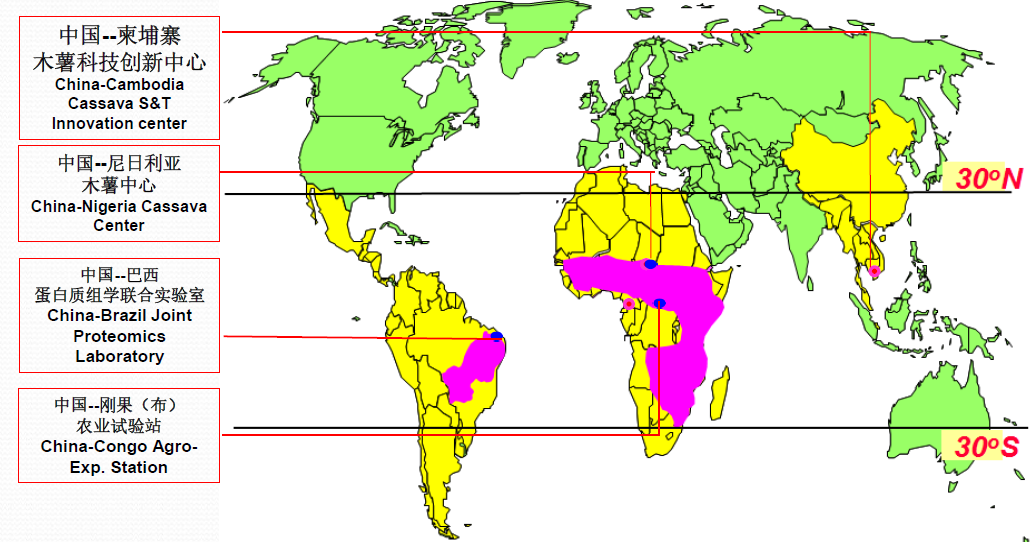 中国--柬埔寨
木薯科技创新中心
China-Cambodia
Cassava S&T
Innovation center
中国--尼日利亚
木薯中心
China-Nigeria Cassava
Center
中国--巴西
蛋白质组学联合实验室
China-Brazil Joint
Proteomics
Laboratory
中国--刚果（布）
农业试验站
China-Congo Agro-
Exp. Station
30oN
30oS